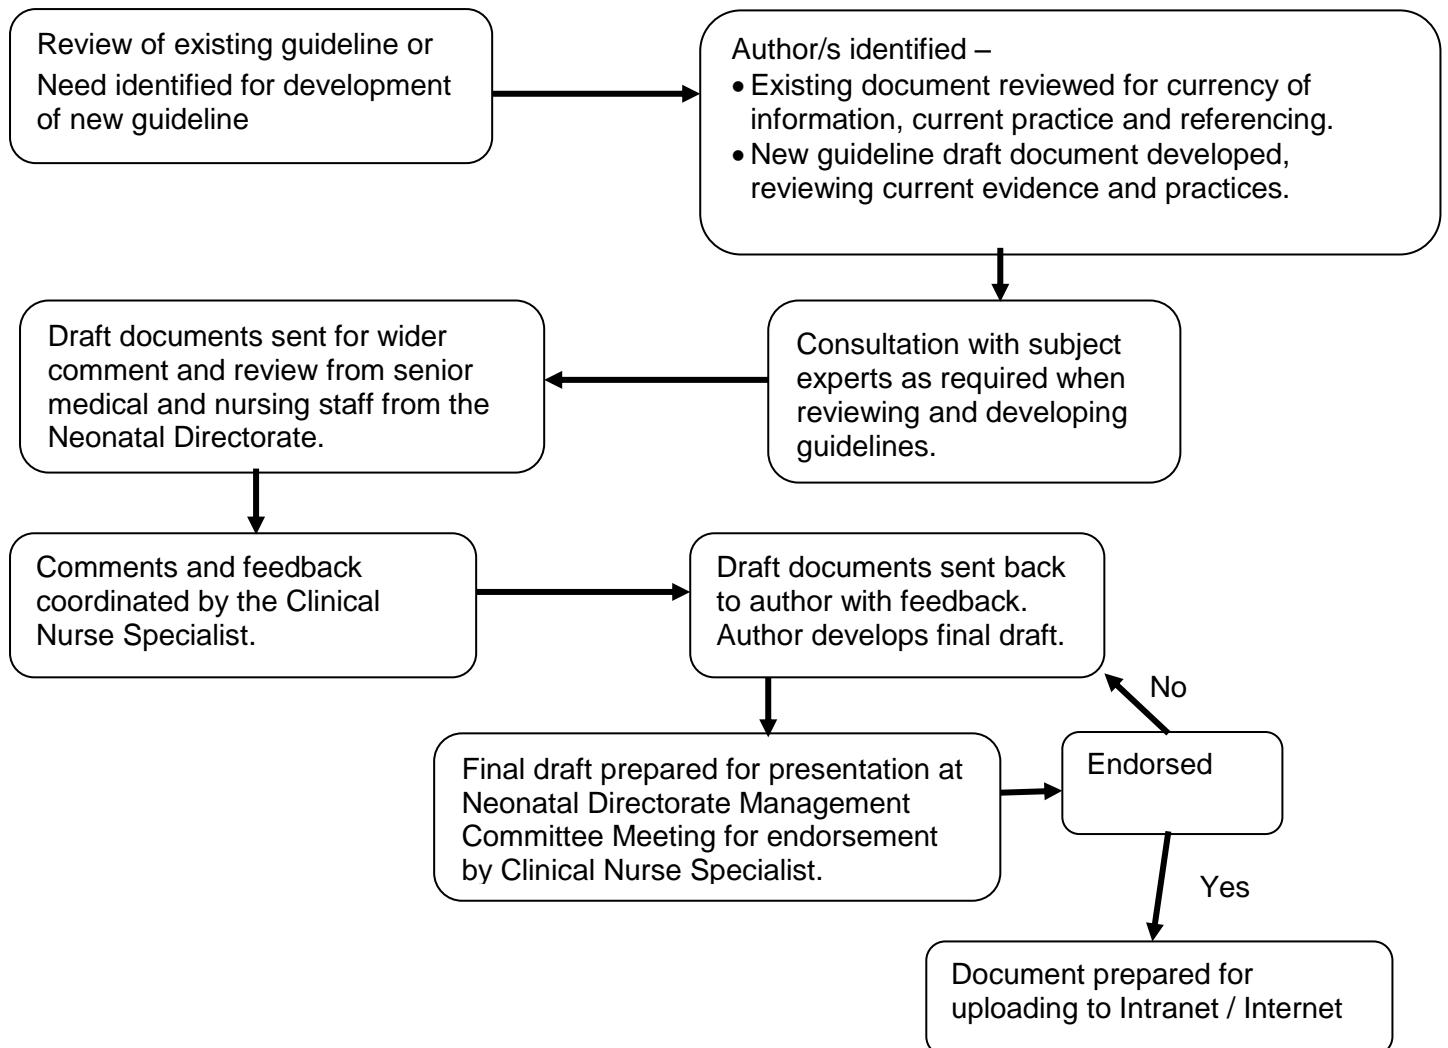 Review of existing guideline or
Need identified for development
of new guideline
Author/s identified –
• Existing document reviewed for currency of
information, current practice and referencing.
• New guideline draft document developed,
reviewing current evidence and practices.
Consultation with subject
experts as required when
reviewing and developing
guidelines.
Draft documents sent for wider
comment and review from senior
medical and nursing staff from the
Neonatal Directorate.
Comments and feedback
coordinated by the Clinical
Nurse Specialist.
Draft documents sent back
to author with feedback.
Author develops final draft.
Final draft prepared for presentation at
Neonatal Directorate Management
Committee Meeting for endorsement
by Clinical Nurse Specialist.
Endorsed
No
Yes
Document prepared for
uploading to Intranet / Internet